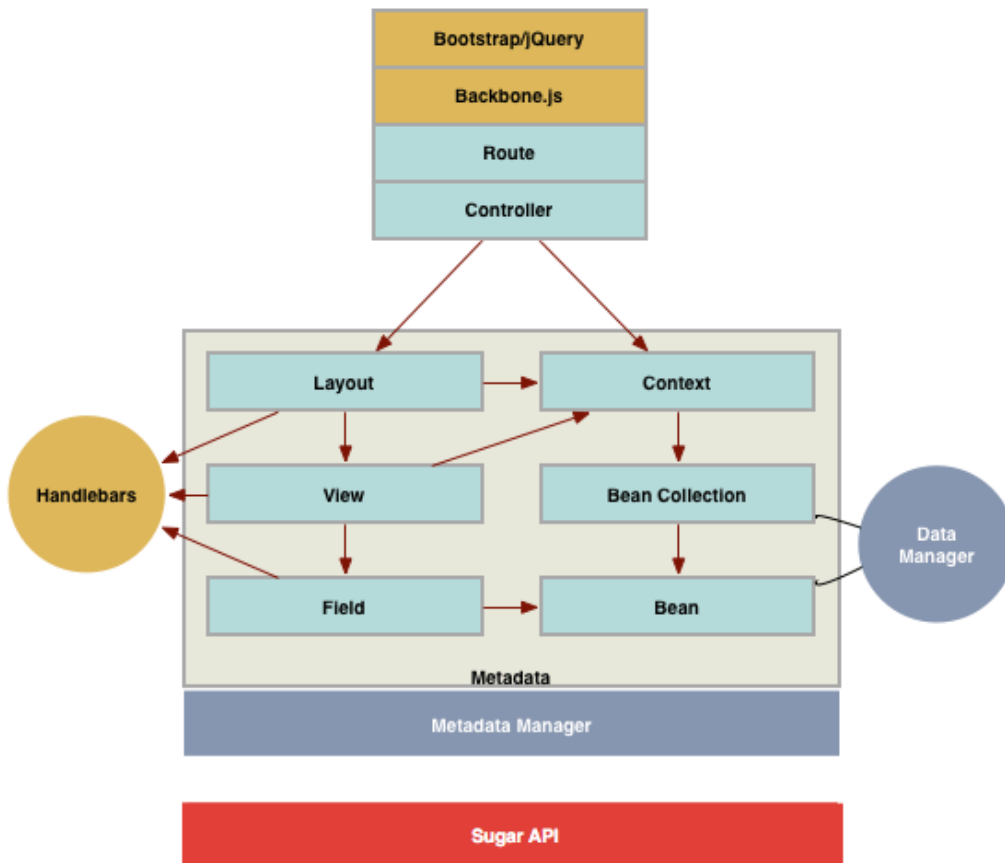 Bootstrap/jQuery
Backbone.js
Route
Controller
Layout
Context
Handlebars
View
Bean Collection
Data
Manager
Field
Bean
Metadata
Metadata Manager
Sugar API